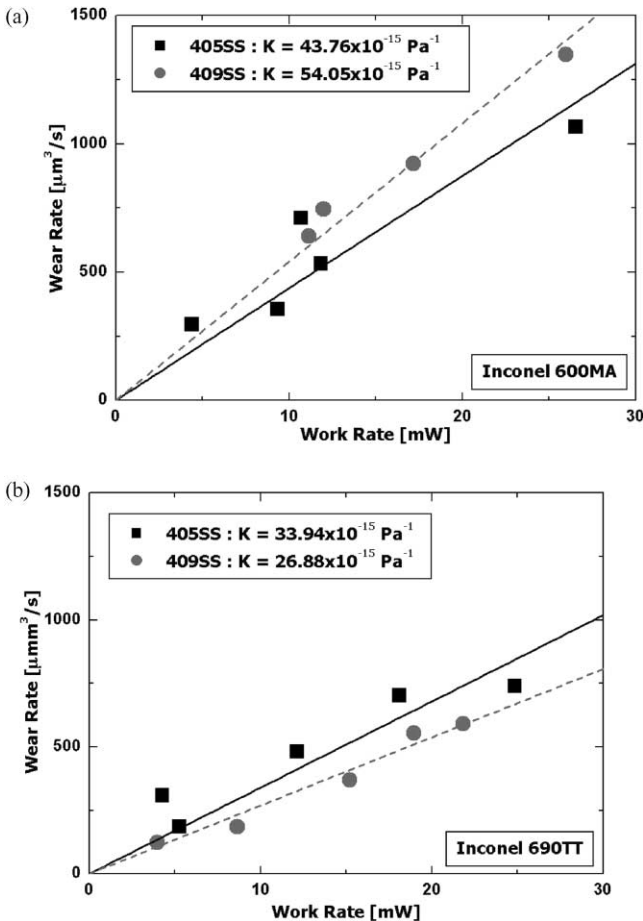 (a)
1500
1000
500
0
Wear Rate [μm³/s]
405SS : K = 43.76x10⁻¹⁵ Pa⁻¹
409SS : K = 54.05x10⁻¹⁵ Pa⁻¹
Inconel 600MA
0 10 20 30
Work Rate [mW]
(b)
1500
1000
500
0
Wear Rate [μmm³/s]
405SS : K = 33.94x10⁻¹⁵ Pa⁻¹
409SS : K = 26.88x10⁻¹⁵ Pa⁻¹
Inconel 690TT
0 10 20 30
Work Rate [mW]